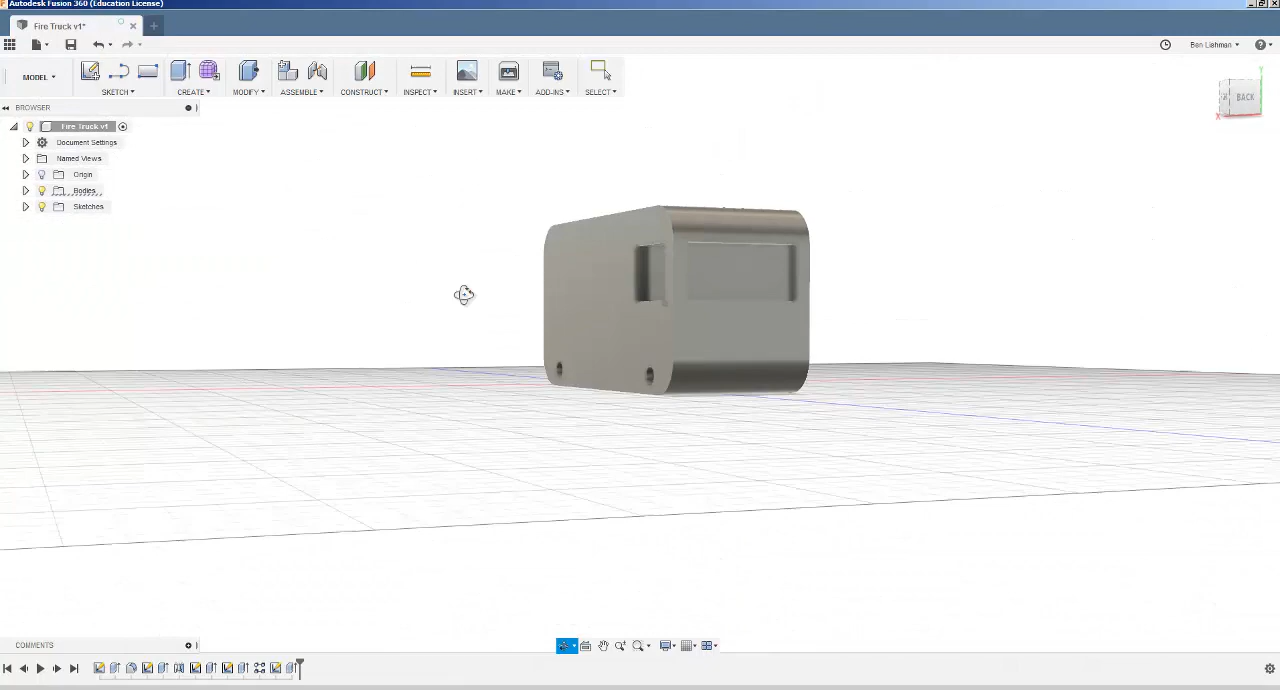 Autodesk Fusion 360 (Education License)
Fire Truck v1*
Ben Lishman
MODEL
SKETCH
CREATE
MODIFY
ASSEMBLE
CONSTRUCT
INSPECT
INSERT
MAKE
ADD-INS
SELECT
BROWSER
Fire Truck v1
Document Settings
Named Views
Origin
Bodies
Sketches
Y
BACK
X
COMMENTS